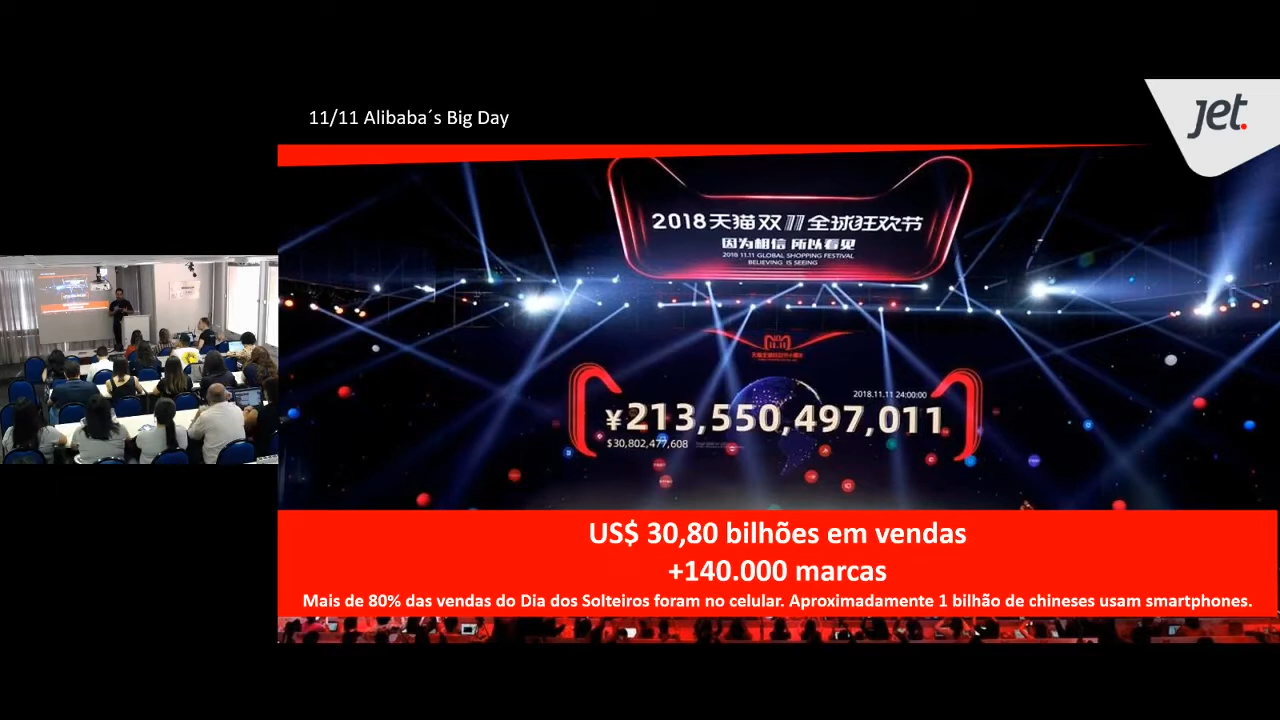 11/11 Alibaba´s Big Day
jet.
2018天猫双11全球狂欢节
因为相信 所以看见
2018 11.11 GLOBAL SHOPPING FESTIVAL
BELIEVING IS SEEING
11.11
2018.11.11 24:00:00
¥213,550,497,011
$30,802,477,608
US$ 30,80 bilhões em vendas
+140.000 marcas
Mais de 80% das vendas do Dia dos Solteiros foram no celular. Aproximadamente 1 bilhão de chineses usam smartphones.